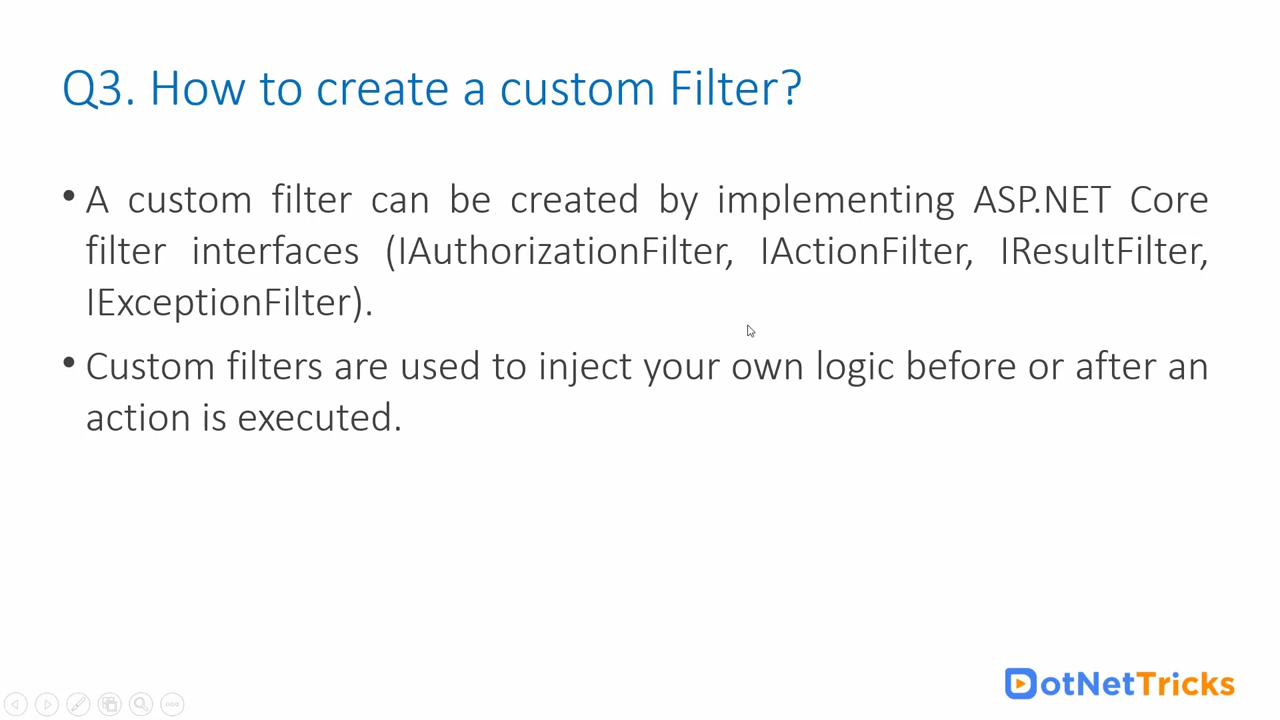 Q3. How to create a custom Filter?
• A custom filter can be created by implementing ASP.NET Core
filter interfaces (IAuthorizationFilter, IActionFilter, IResultFilter,
IExceptionFilter).
• Custom filters are used to inject your own logic before or after an
action is executed.
DotNetTricks